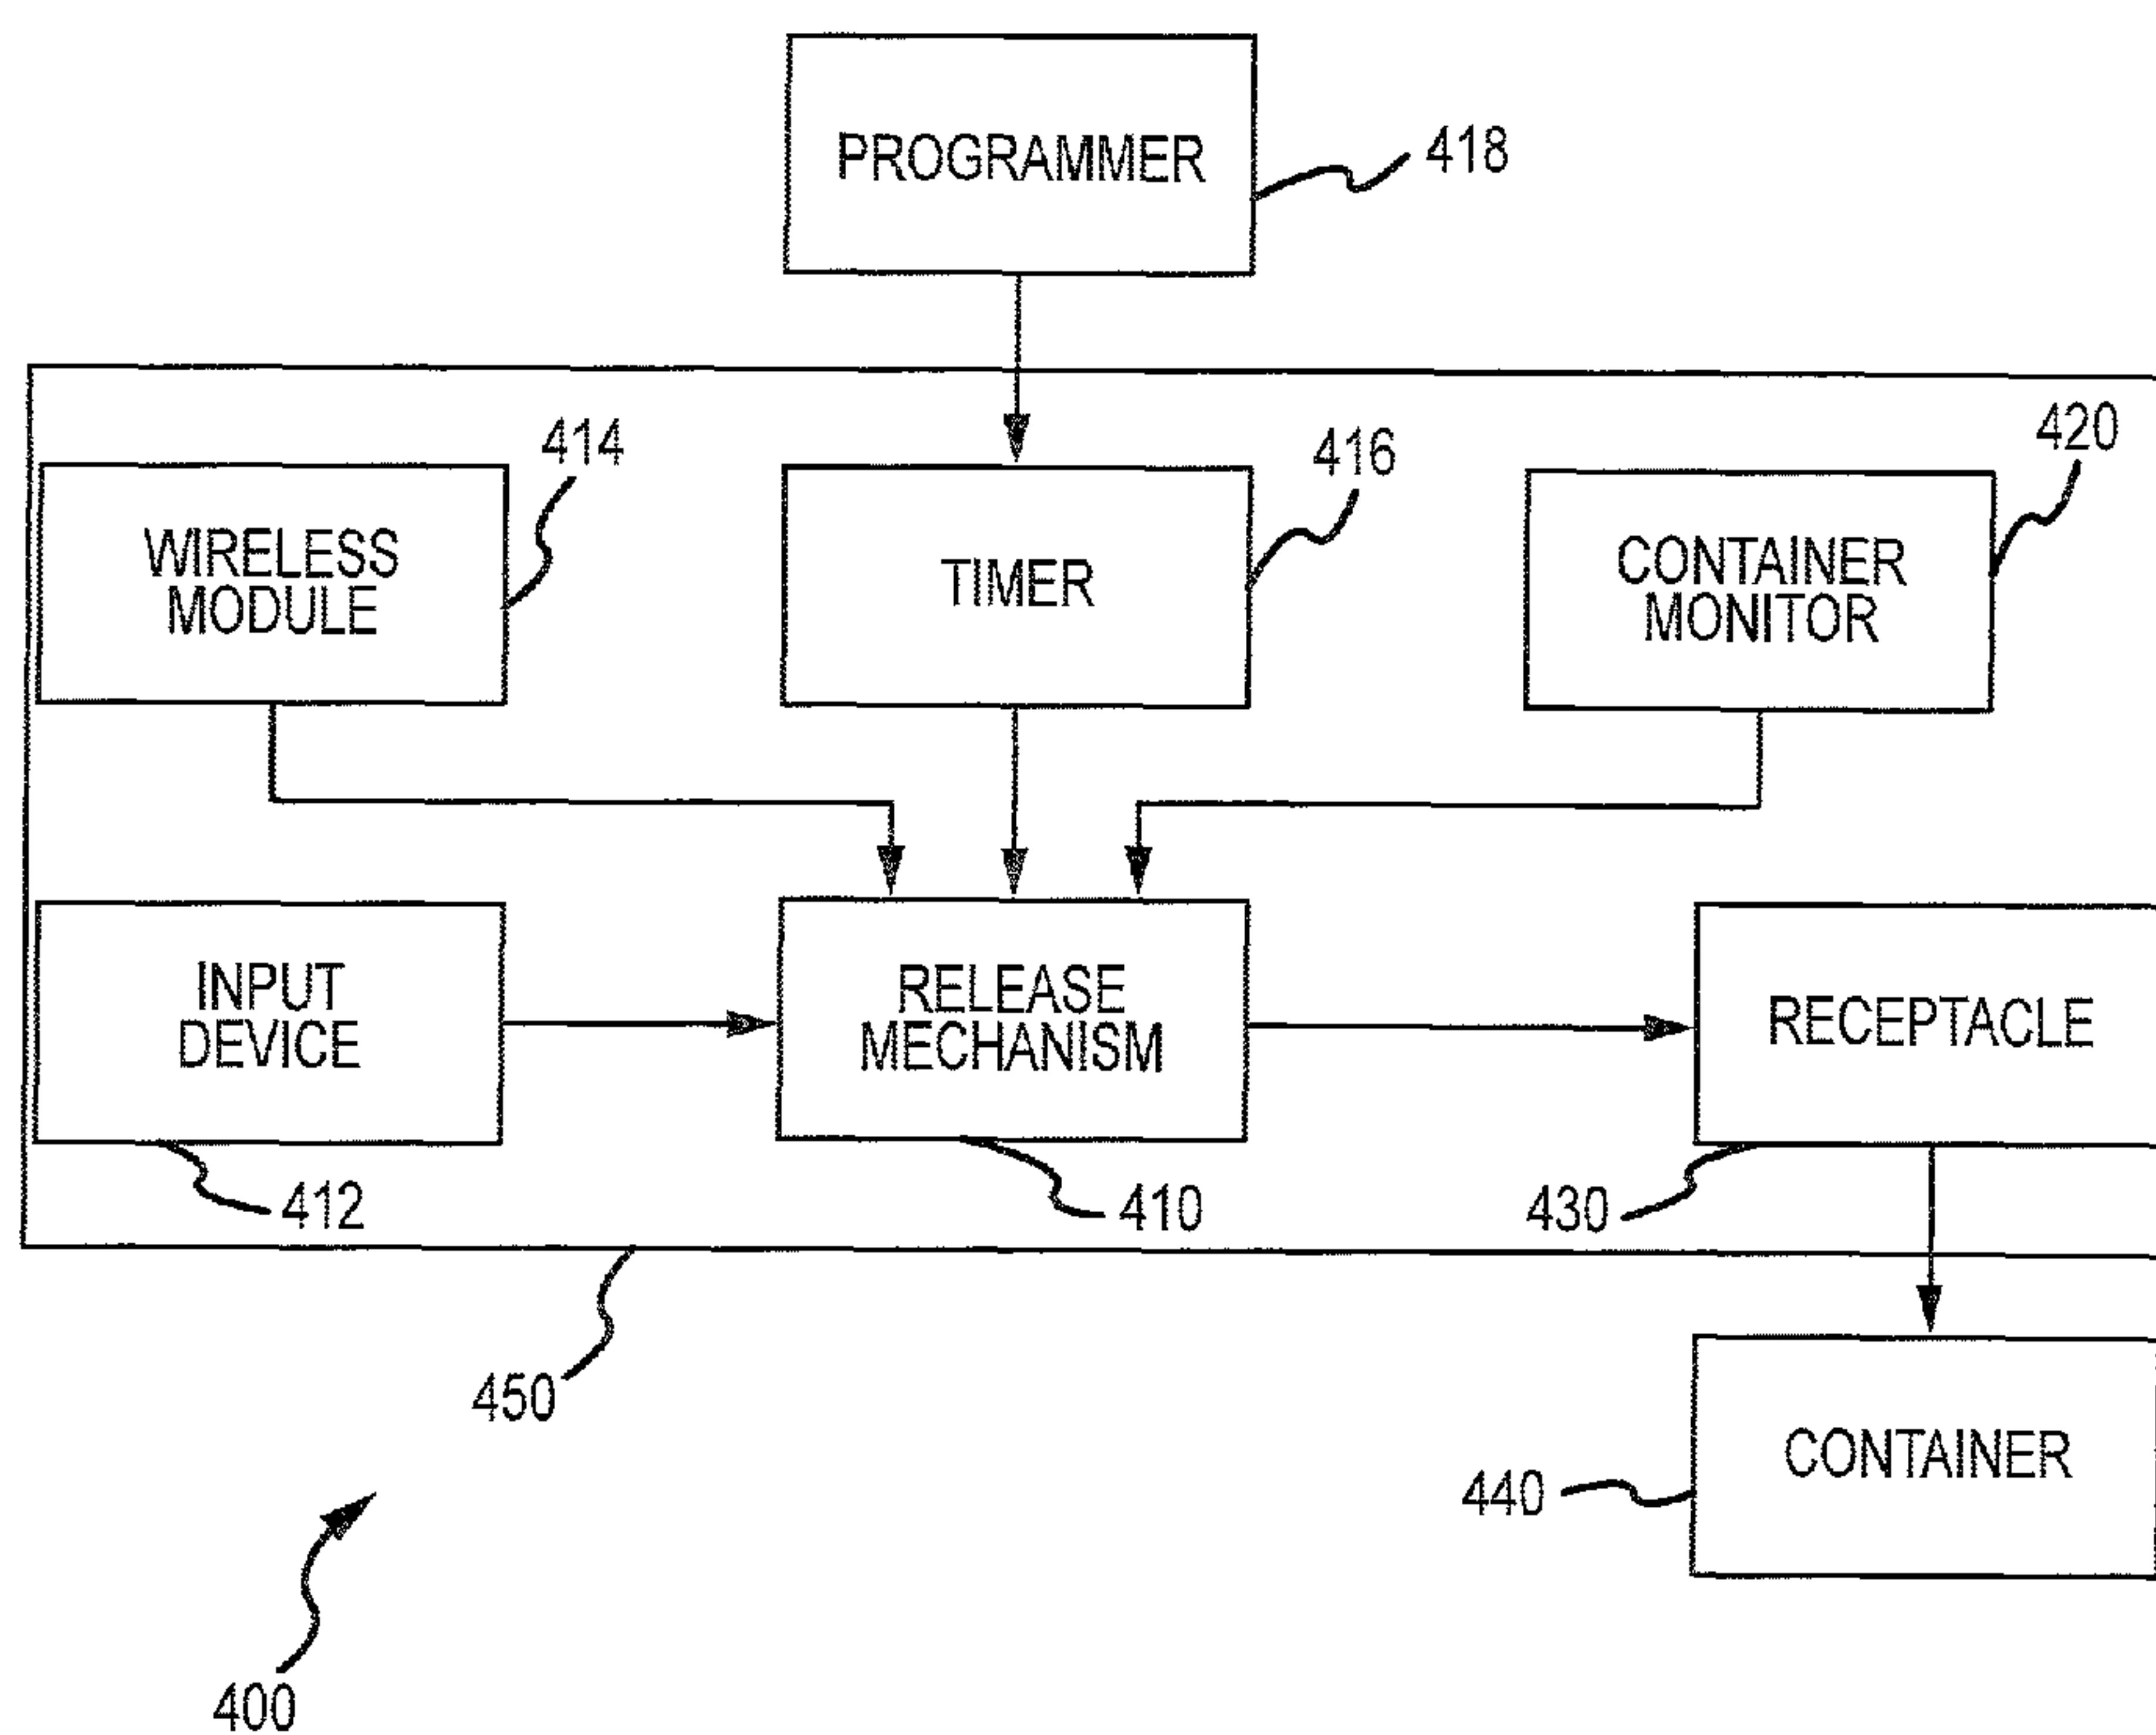 PROGRAMMER
418
414
416
420
WIRELESS
MODULE
TIMER
CONTAINER
MONITOR
INPUT
DEVICE
RELEASE
MECHANISM
RECEPTACLE
412
410
430
450
CONTAINER
440
400